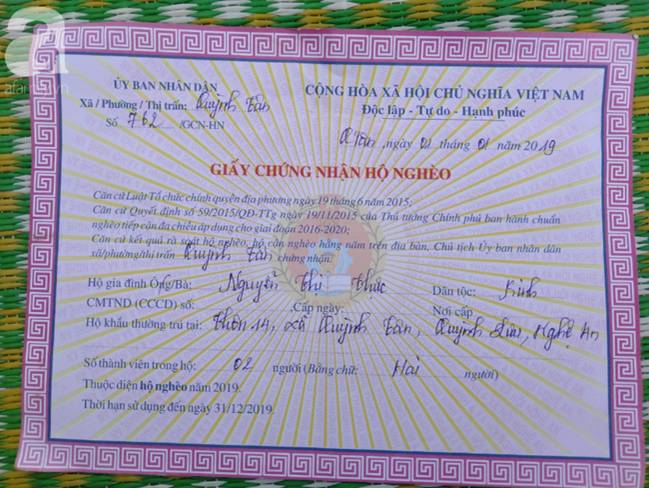 afamily.vn
ỦY BAN NHÂN DÂN
Xã / Phường / Thị trấn: Quỳnh Tân
Số 762 /GCN-HN
CỘNG HÒA XÃ HỘI CHỦ NGHĨA VIỆT NAM
Độc lập - Tự do - Hạnh phúc
Q Tân, ngày 01 tháng 01 năm 2019
GIẤY CHỨNG NHẬN HỘ NGHÈO
Căn cứ Luật Tổ chức chính quyền địa phương ngày 19 tháng 6 năm 2015;
Căn cứ Quyết định số 59/2015/QĐ-TTg ngày 19/11/2015 của Thủ tướng Chính phủ ban hành chuẩn
nghèo tiếp cận đa chiều áp dụng cho giai đoạn 2016-2020;
Căn cứ kết quả rà soát hộ nghèo, hộ cận nghèo hằng năm trên địa bàn, Chủ tịch Ủy ban nhân dân
xã/phường/thị trấn Quỳnh Tân chứng nhận:
Hộ gia đình Ông/Bà: Nguyễn Thị Thục Dân tộc: Kinh
CMTND (CCCD) số: Cấp ngày: Nơi cấp
Hộ khẩu thường trú tại: Thôn 14, xã Quỳnh Tân, Quỳnh Lưu, Nghệ An
Số thành viên trong hộ: 02 người (Bằng chữ: Hai người)
Thuộc diện hộ nghèo năm 2019.
Thời hạn sử dụng đến ngày 31/12/2019.